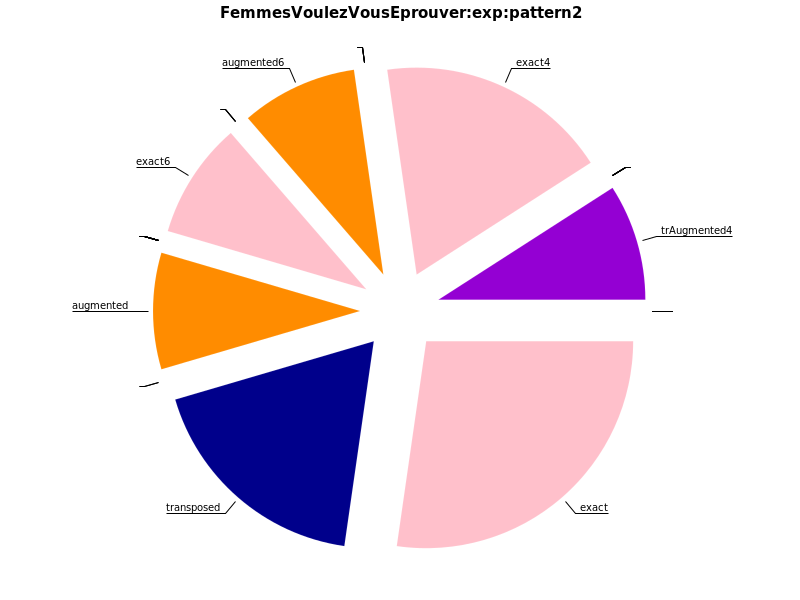 FemmesVoulezVousEprouver:exp:pattern2
augmented6
exact4
exact6
trAugmented4
augmented
transposed
exact